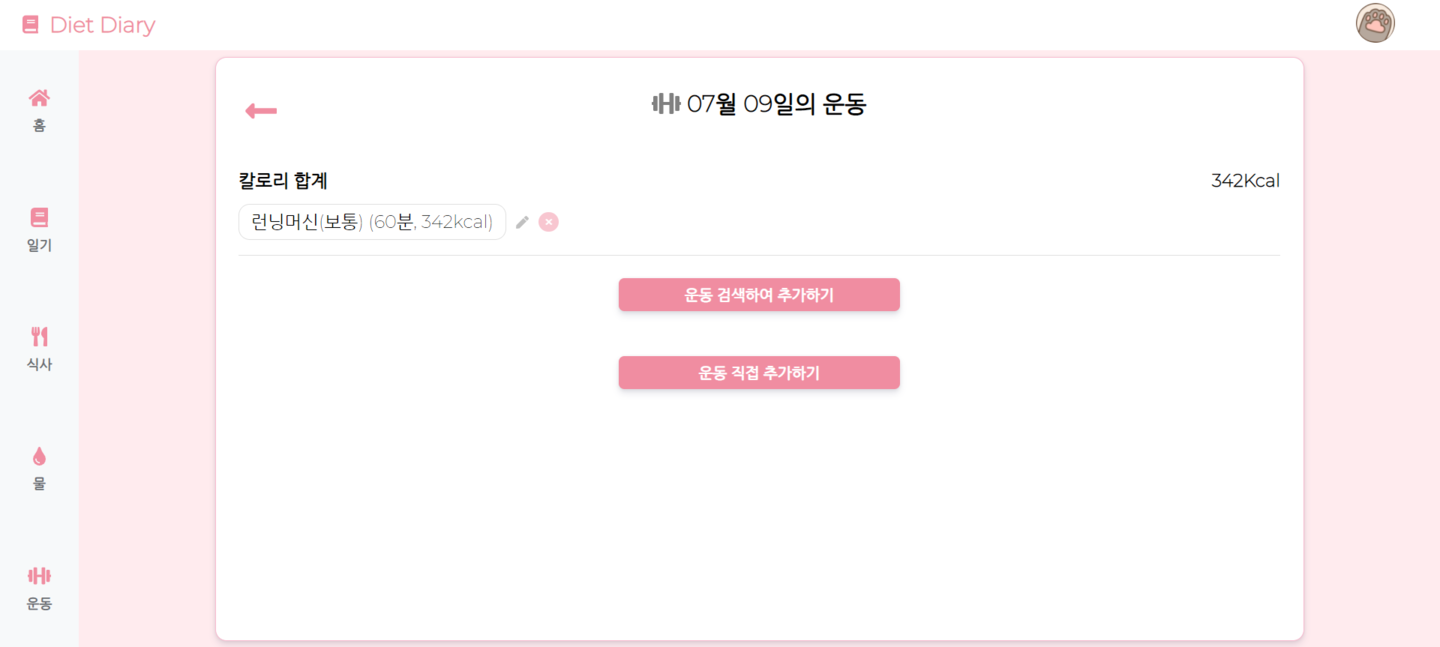 Diet Diary
홈
일기
식사
물
운동
07월 09일의 운동
칼로리 합계 342Kcal
런닝머신(보통) (60분, 342kcal)
운동 검색하여 추가하기
운동 직접 추가하기